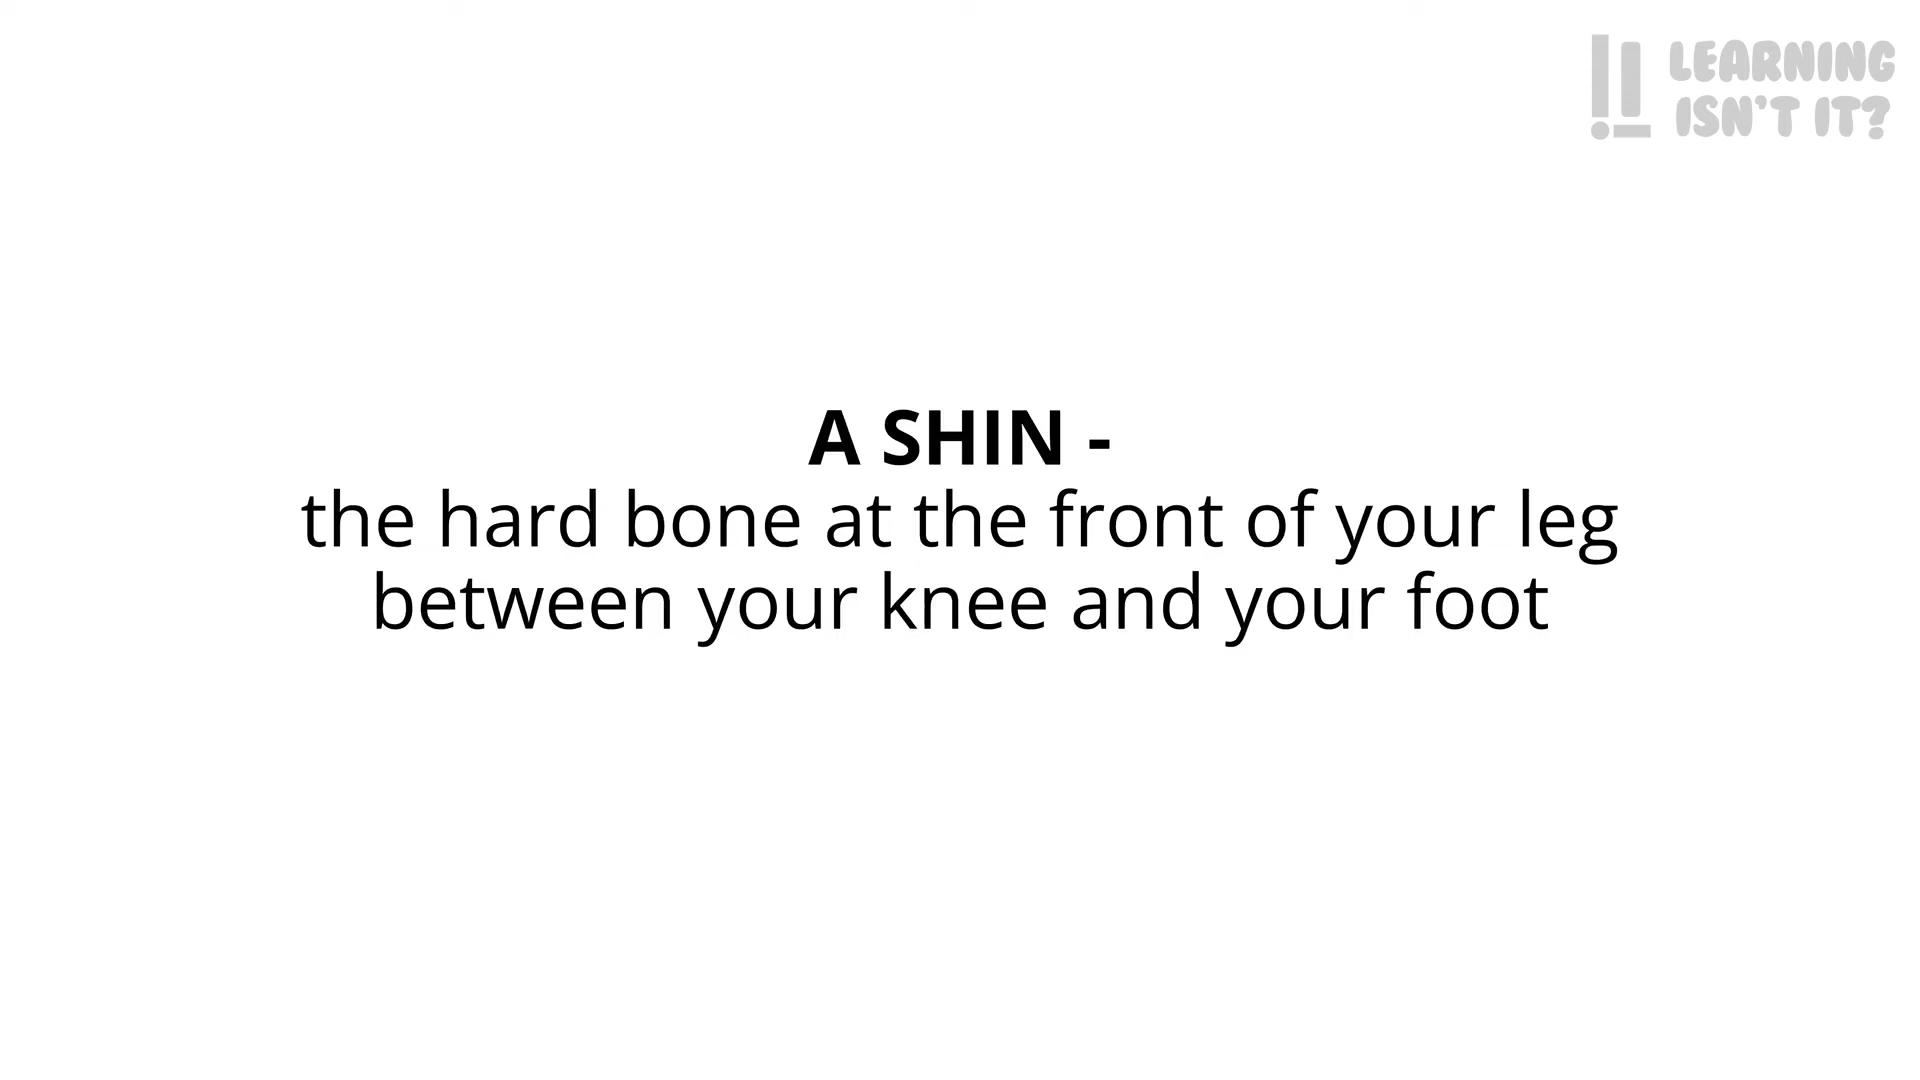 LEARNING
ISN'T IT?
A SHIN -
the hard bone at the front of your leg
between your knee and your foot